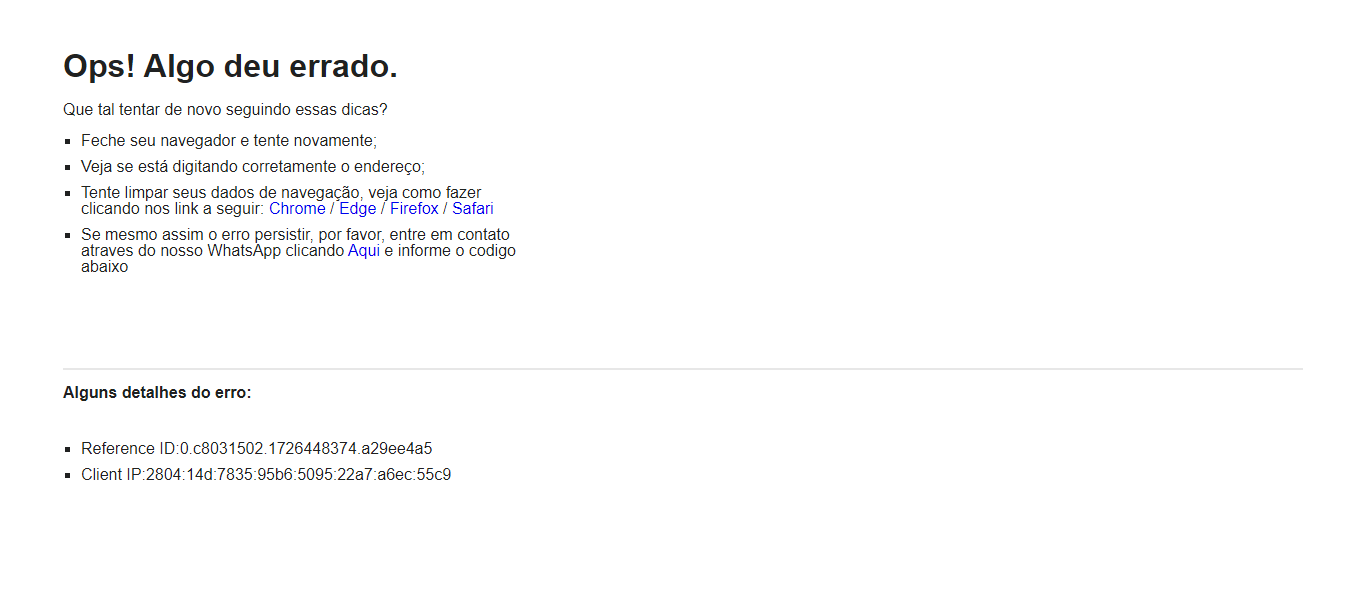 Ops! Algo deu errado.
Que tal tentar de novo seguindo essas dicas?
Feche seu navegador e tente novamente;
Veja se está digitando corretamente o endereço;
Tente limpar seus dados de navegação, veja como fazer
clicando nos link a seguir: Chrome / Edge / Firefox / Safari
Se mesmo assim o erro persistir, por favor, entre em contato
atraves do nosso WhatsApp clicando Aqui e informe o codigo
abaixo
Alguns detalhes do erro:
Reference ID:0.c8031502.1726448374.a29ee4a5
Client IP:2804:14d:7835:95b6:5095:22a7:a6ec:55c9